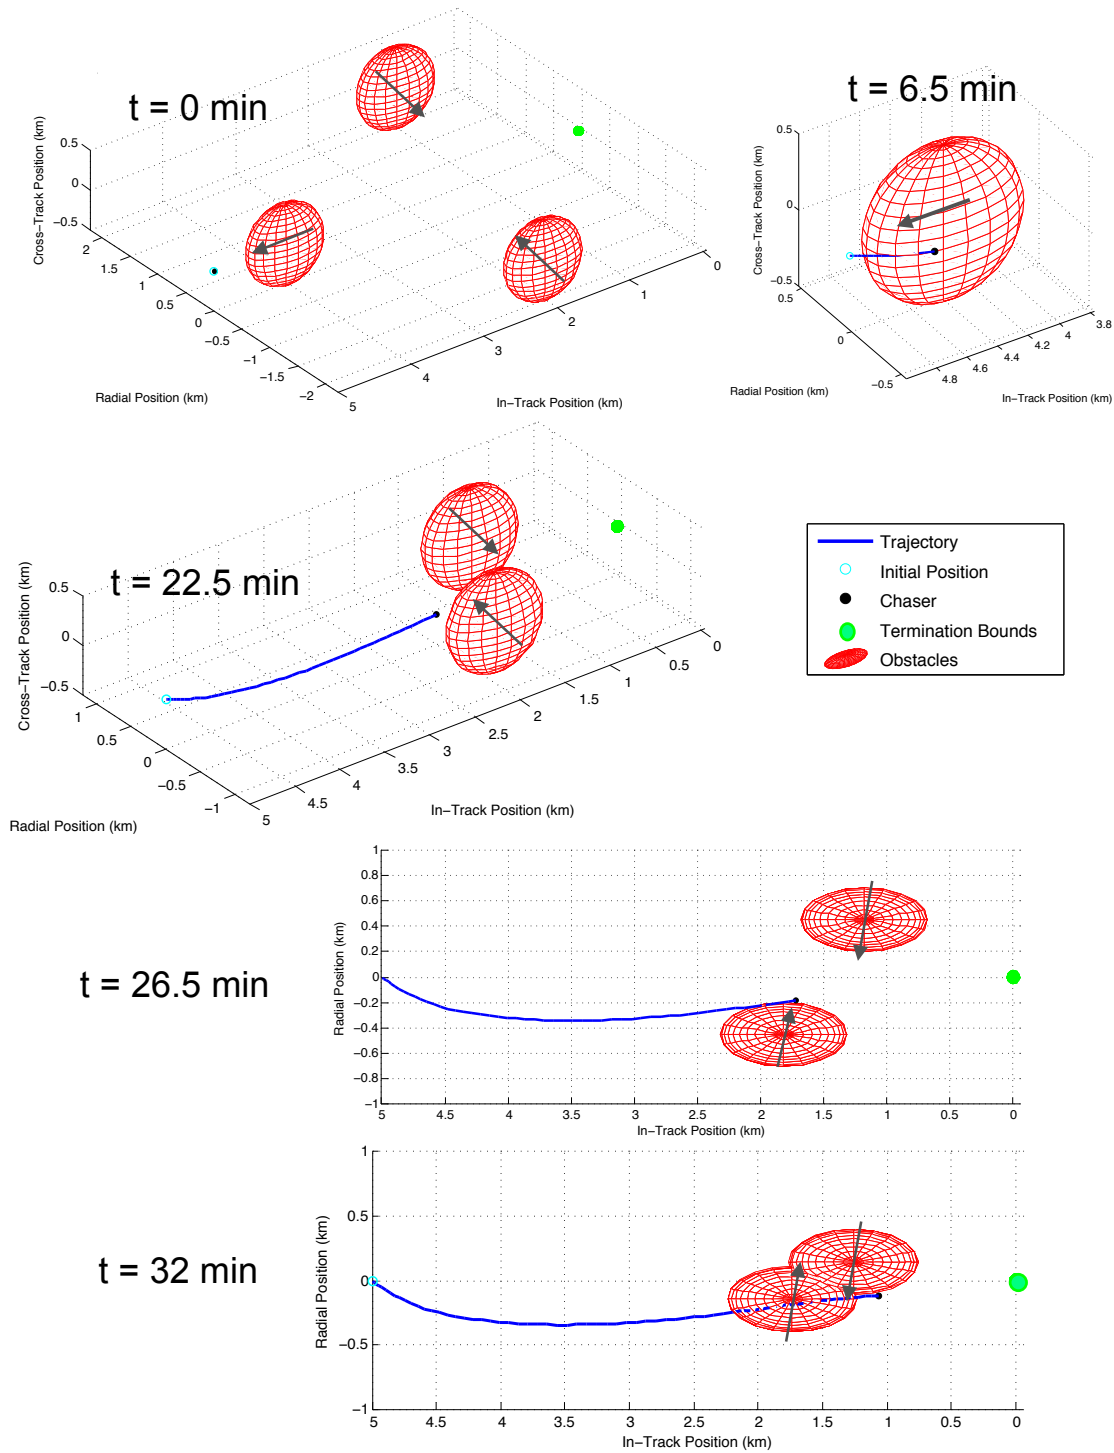 t = 0 min
Cross−Track Position (km)
0.5
0
−0.5
2
1.5
1
0.5
0
−0.5
−1
−1.5
−2
Radial Position (km)
5
4
3
2
1
0
In−Track Position (km)
t = 6.5 min
Cross−Track Position (km)
0.5
0
−0.5
0.5
0
−0.5
Radial Position (km)
4.8
4.6
4.4
4.2
4
3.8
In−Track Position (km)
t = 22.5 min
Cross−Track Position (km)
0.5
0
−0.5
1
0.5
0
−0.5
−1
Radial Position (km)
5
4.5
4
3.5
3
2.5
2
1.5
1
0.5
0
In−Track Position (km)
Trajectory
Initial Position
Chaser
Termination Bounds
Obstacles
t = 26.5 min
Radial Position (km)
1
0.8
0.6
0.4
0.2
0
−0.2
−0.4
−0.6
−0.8
−1
5 4.5 4 3.5 3 2.5 2 1.5 1 0.5 0
In−Track Position (km)
t = 32 min
Radial Position (km)
1
0.5
0
−0.5
−1
5 4.5 4 3.5 3 2.5 2 1.5 1 0.5 0
In−Track Position (km)